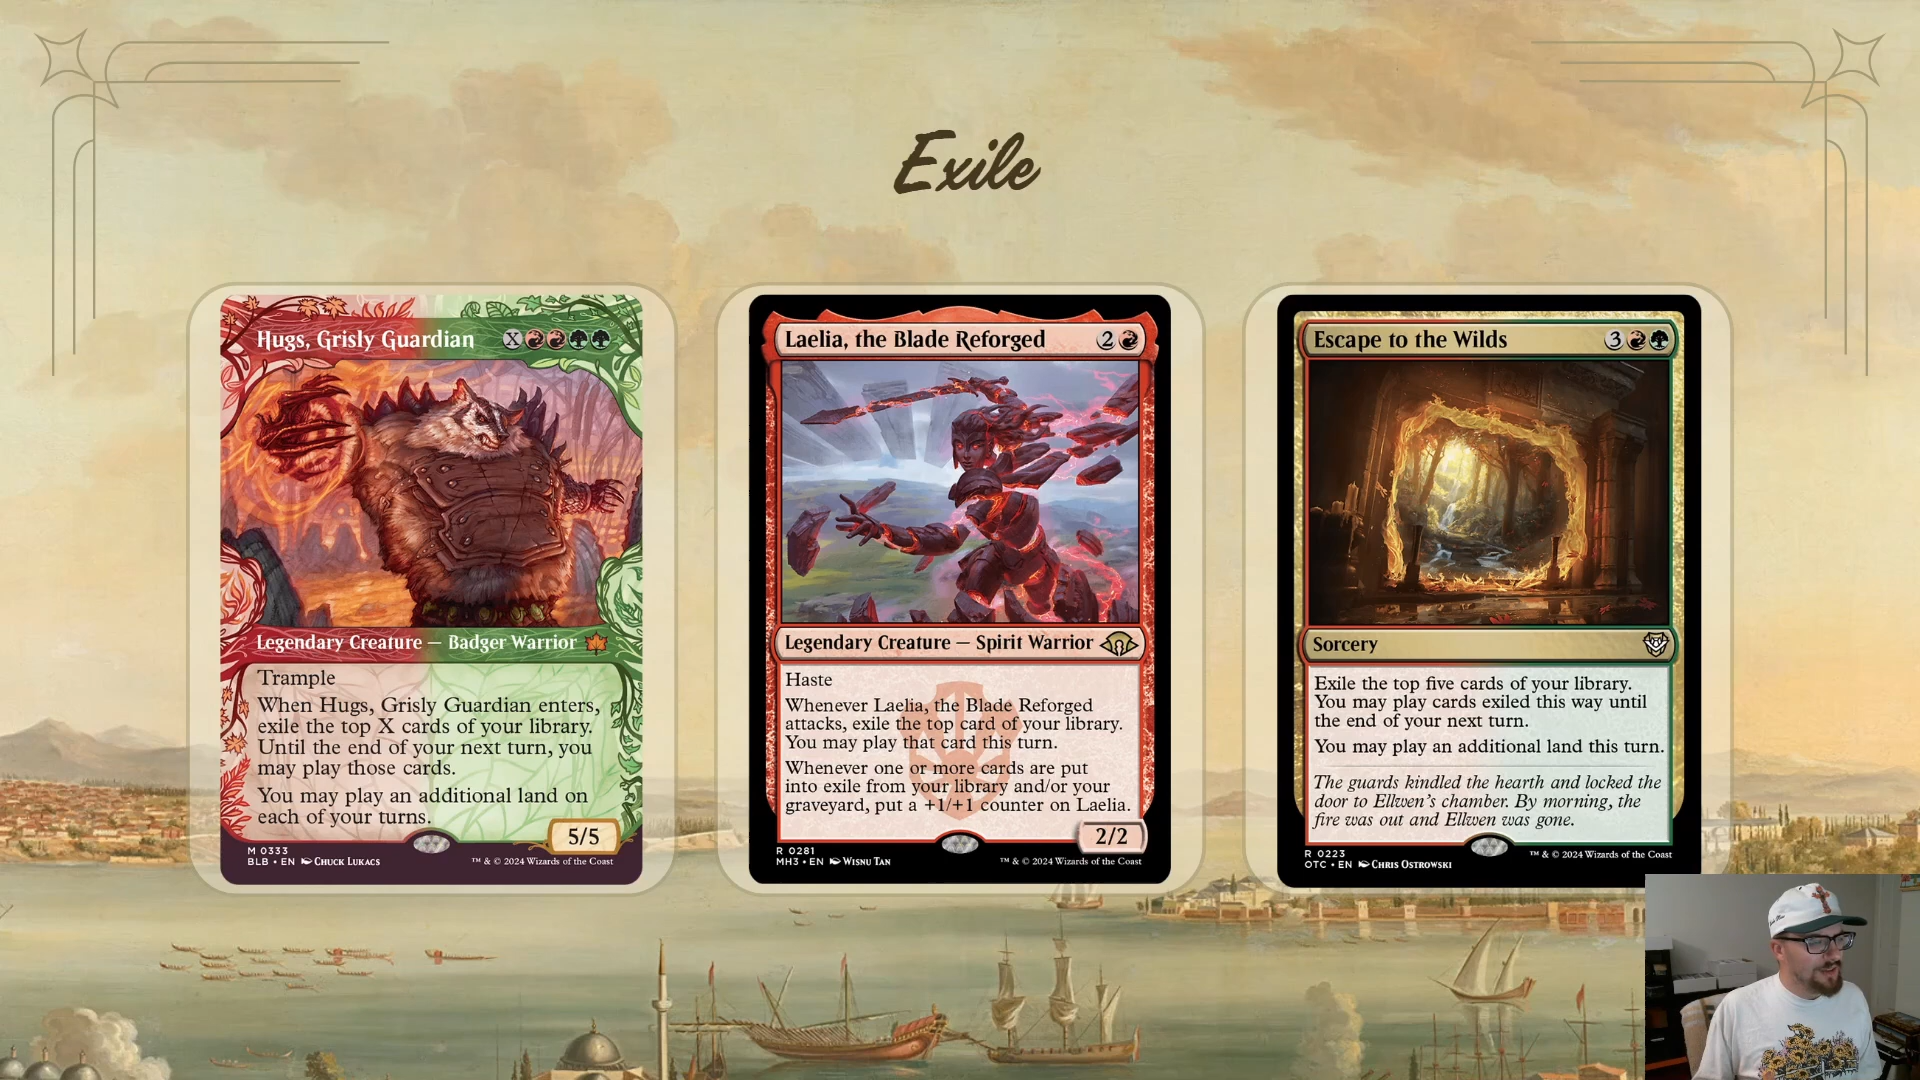 Exile
Hugs, Grisly Guardian X
Legendary Creature — Badger Warrior
Trample
When Hugs, Grisly Guardian enters,
exile the top X cards of your library.
Until the end of your next turn, you
may play those cards.
You may play an additional land on
each of your turns.
5/5
M 0333
BLB • EN Chuck Lukacs
™ & © 2024 Wizards of the Coast
Laelia, the Blade Reforged 2
Legendary Creature — Spirit Warrior
Haste
Whenever Laelia, the Blade Reforged
attacks, exile the top card of your library.
You may play that card this turn.
Whenever one or more cards are put
into exile from your library and/or your
graveyard, put a +1/+1 counter on Laelia.
2/2
R 0281
MH3 • EN Wisnu Tan
™ & © 2024 Wizards of the Coast
Escape to the Wilds 3
Sorcery
Exile the top five cards of your library.
You may play cards exiled this way until
the end of your next turn.
You may play an additional land this turn.
The guards kindled the hearth and locked the
door to Ellwen's chamber. By morning, the
fire was out and Ellwen was gone.
R 0223
OTC • EN Chris Ostrowski
™ & © 2024 Wizards of the Coast